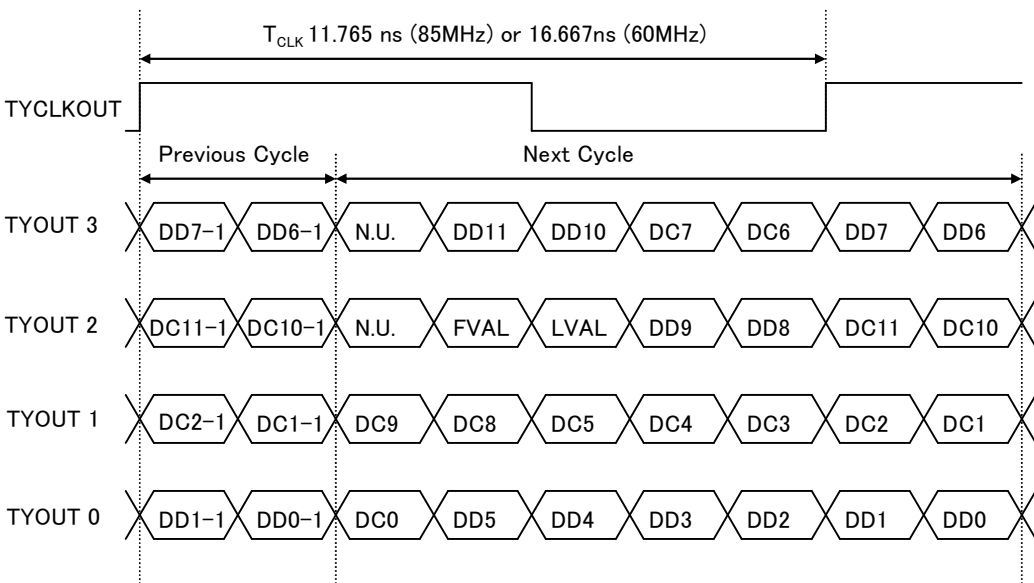 T_CLK 11.765 ns (85MHz) or 16.667ns (60MHz)
TYCLKOUT
Previous Cycle Next Cycle
TYOUT 3 DD7-1 DD6-1 N.U. DD11 DD10 DC7 DC6 DD7 DD6
TYOUT 2 DC11-1 DC10-1 N.U. FVAL LVAL DD9 DD8 DC11 DC10
TYOUT 1 DC2-1 DC1-1 DC9 DC8 DC5 DC4 DC3 DC2 DC1
TYOUT 0 DD1-1 DD0-1 DC0 DD5 DD4 DD3 DD2 DD1 DD0